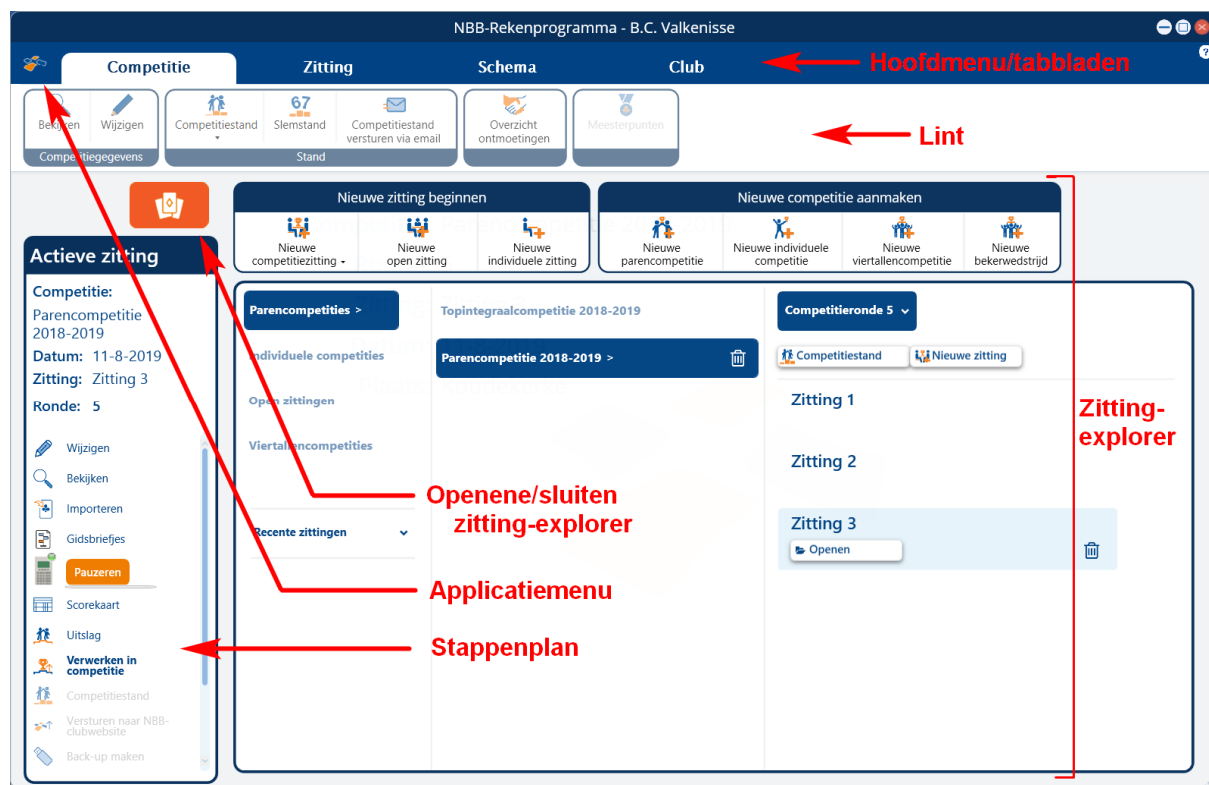 NBB-Rekenprogramma - B.C. Valkenisse
?
Competitie
Zitting
Schema
Club
Hoofdmenu/tabbladen
Bekijken
Wijzigen
Competitiegegevens
Competitiestand
67
Slemstand
Competitiestand
versturen via email
Stand
Overzicht
ontmoetingen
Meesterpunten
Lint
Nieuwe zitting beginnen
Nieuwe
competitiezitting
Nieuwe
open zitting
Nieuwe
individuele zitting
Nieuwe competitie aanmaken
Nieuwe
parencompetitie
Nieuwe individuele
competitie
Nieuwe
viertallencompetitie
Nieuwe
bekerwedstrijd
Actieve zitting
Competitie:
Parencompetitie
2018-2019
Datum: 11-8-2019
Zitting: Zitting 3
Ronde: 5
Wijzigen
Bekijken
Importeren
Gidsbriefjes
Pauzeren
Scorekaart
Uitslag
Verwerken in
competitie
Competitiestand
Versturen naar NBB-
clubwebsite
Back-up maken
Parencompetities >
Individuele competities
Open zittingen
Viertallencompetities
Recente zittingen
Topintegraalcompetitie 2018-2019
Parencompetitie 2018-2019 >
Competitieronde 5
Competitiestand
Nieuwe zitting
Zitting 1
Zitting 2
Zitting 3
Openen
Zitting-
explorer
Openene/sluiten
zitting-explorer
Applicatiemenu
Stappenplan